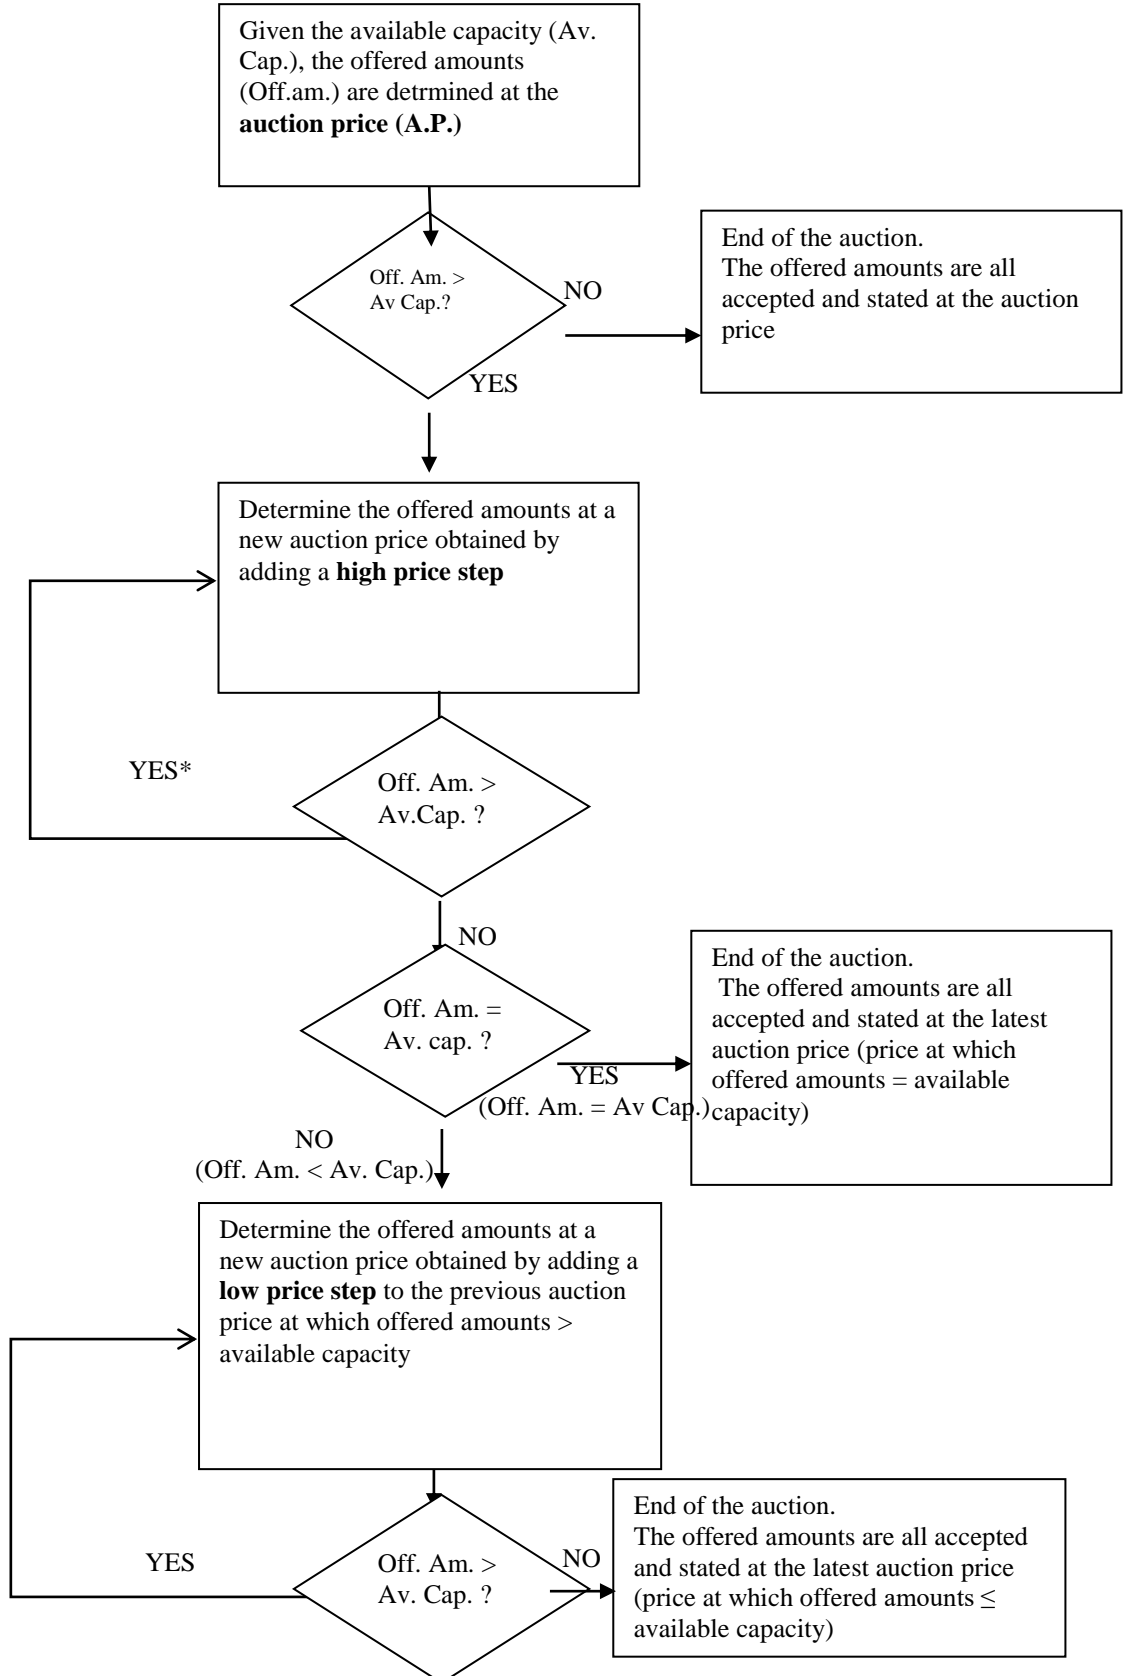 Given the available capacity (Av.
Cap.), the offered amounts
(Off.am.) are detrmined at the
auction price (A.P.)
Off. Am. >
Av Cap.?
NO
End of the auction.
The offered amounts are all
accepted and stated at the auction
price
YES
Determine the offered amounts at a
new auction price obtained by
adding a high price step
YES*
Off. Am. >
Av.Cap. ?
NO
Off. Am. =
Av. cap. ?
YES
(Off. Am. = Av Cap.)
End of the auction.
The offered amounts are all
accepted and stated at the latest
auction price (price at which
offered amounts = available
capacity)
NO
(Off. Am. < Av. Cap.)
Determine the offered amounts at a
new auction price obtained by adding a
low price step to the previous auction
price at which offered amounts >
available capacity
YES
Off. Am. >
Av. Cap. ?
NO
End of the auction.
The offered amounts are all accepted
and stated at the latest auction price
(price at which offered amounts ≤
available capacity)